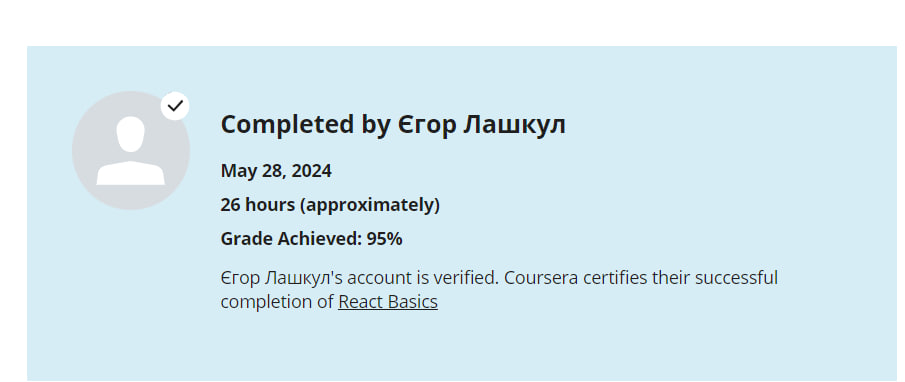 Completed by Єгор Лашкул
May 28, 2024
26 hours (approximately)
Grade Achieved: 95%
Єгор Лашкул's account is verified. Coursera certifies their successful
completion of React Basics